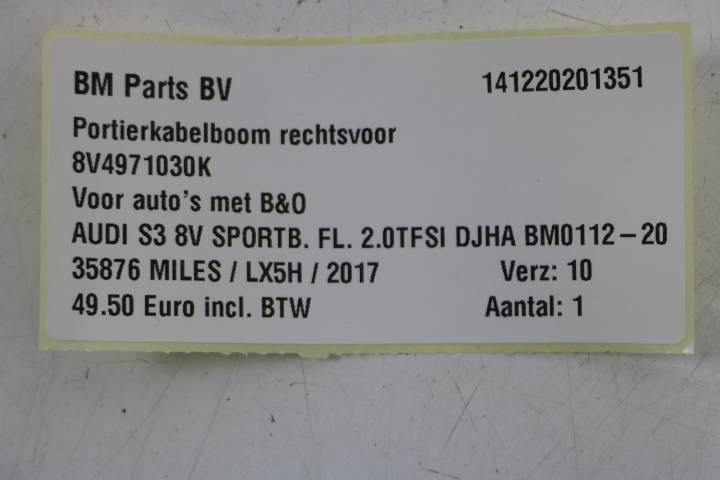 BM Parts BV 141220201351
Portierkabelboom rechtsvoor
8V4971030K
Voor auto's met B&O
AUDI S3 8V SPORTB. FL. 2.0TFSI DJHA BM0112-20
35876 MILES / LX5H / 2017 Verz: 10
49.50 Euro incl. BTW Aantal: 1